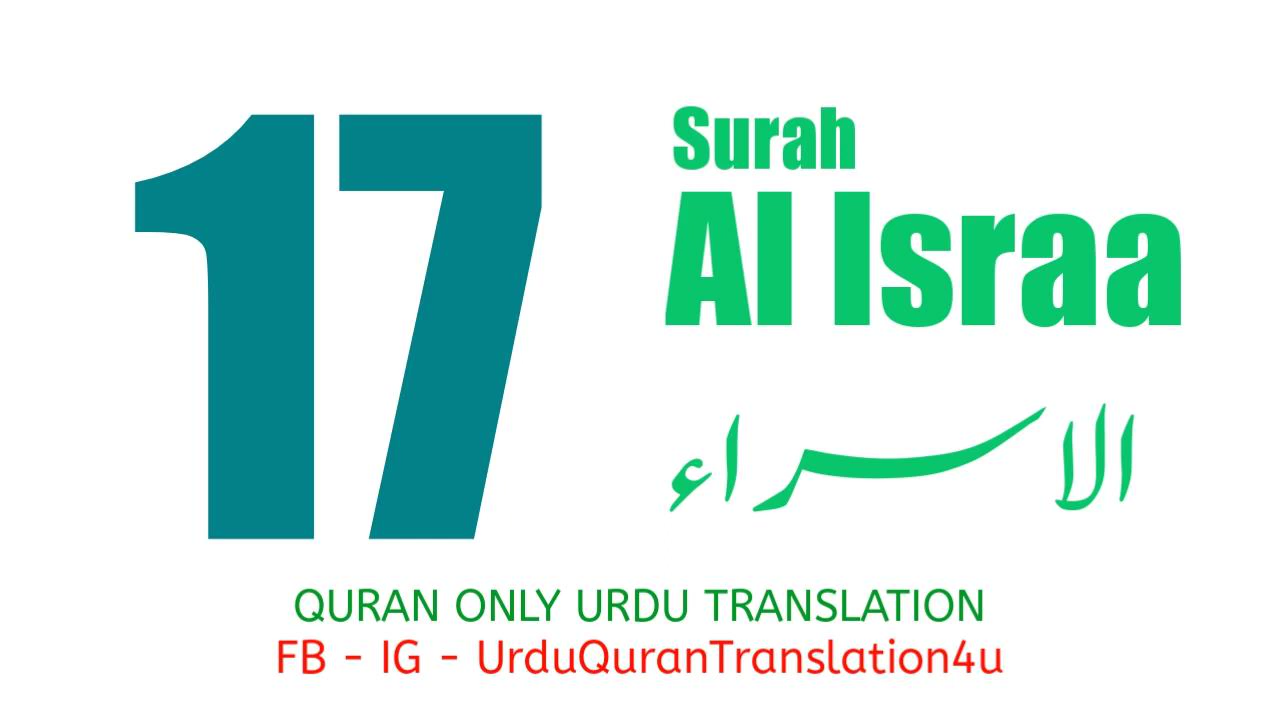 17
Surah
Al Israa
الاسراء
QURAN ONLY URDU TRANSLATION
FB - IG - UrduQuranTranslation4u